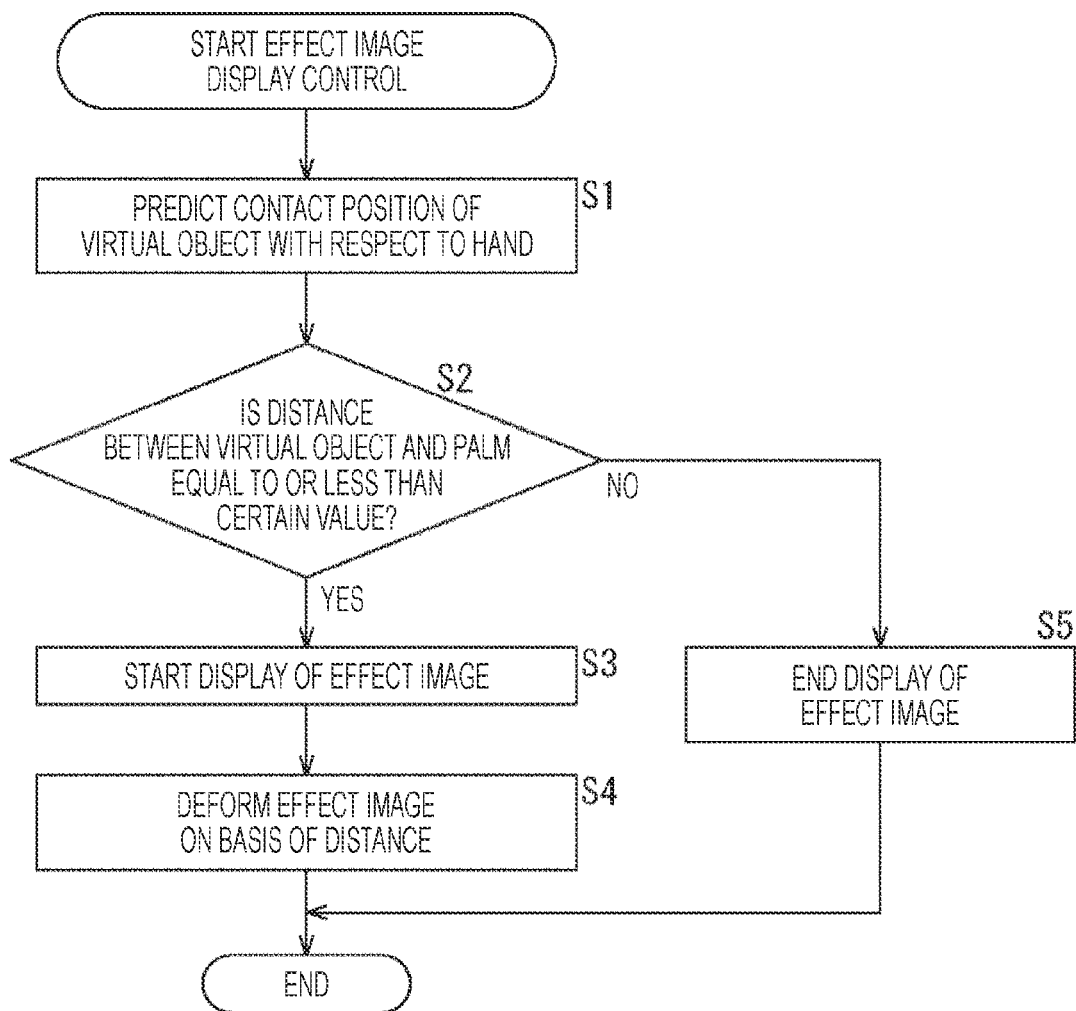 START EFFECT IMAGE
DISPLAY CONTROL
S1
PREDICT CONTACT POSITION OF
VIRTUAL OBJECT WITH RESPECT TO HAND
S2
IS DISTANCE
BETWEEN VIRTUAL OBJECT AND PALM
EQUAL TO OR LESS THAN
CERTAIN VALUE?
NO
YES
S3
START DISPLAY OF EFFECT IMAGE
S5
END DISPLAY OF
EFFECT IMAGE
S4
DEFORM EFFECT IMAGE
ON BASIS OF DISTANCE
END